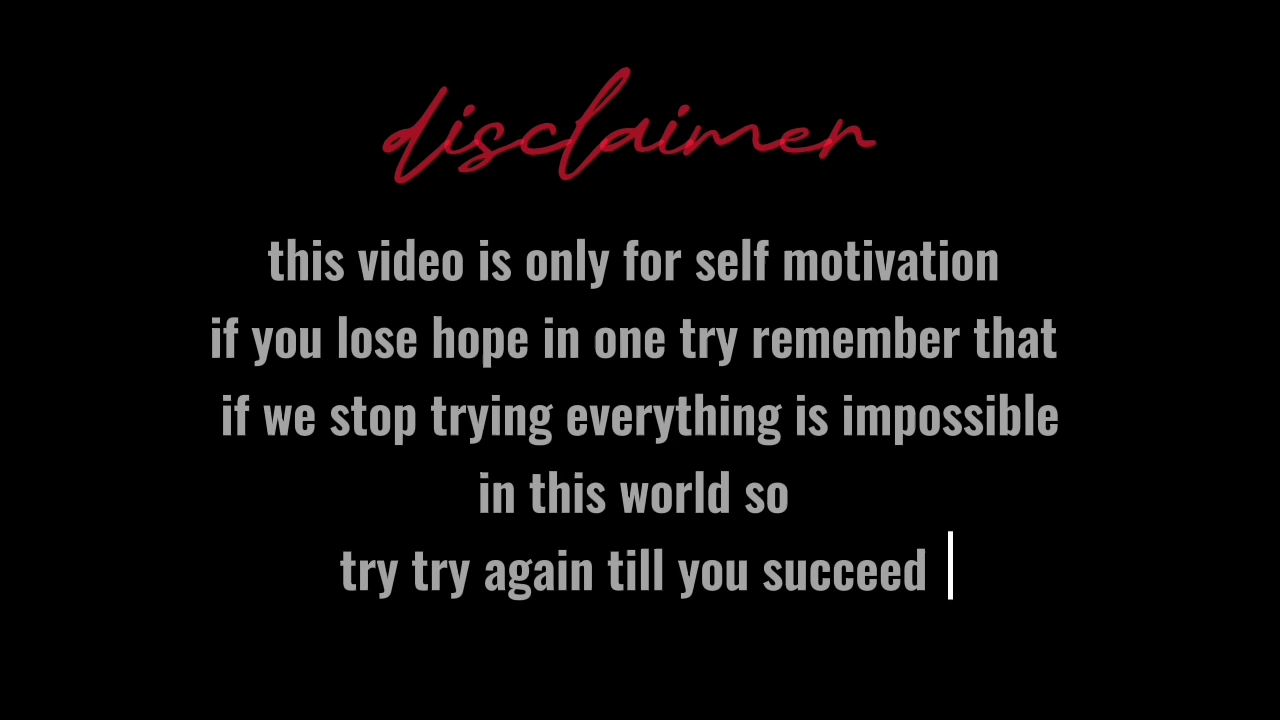 disclaimer
this video is only for self motivation
if you lose hope in one try remember that
if we stop trying everything is impossible
in this world so
try try again till you succeed